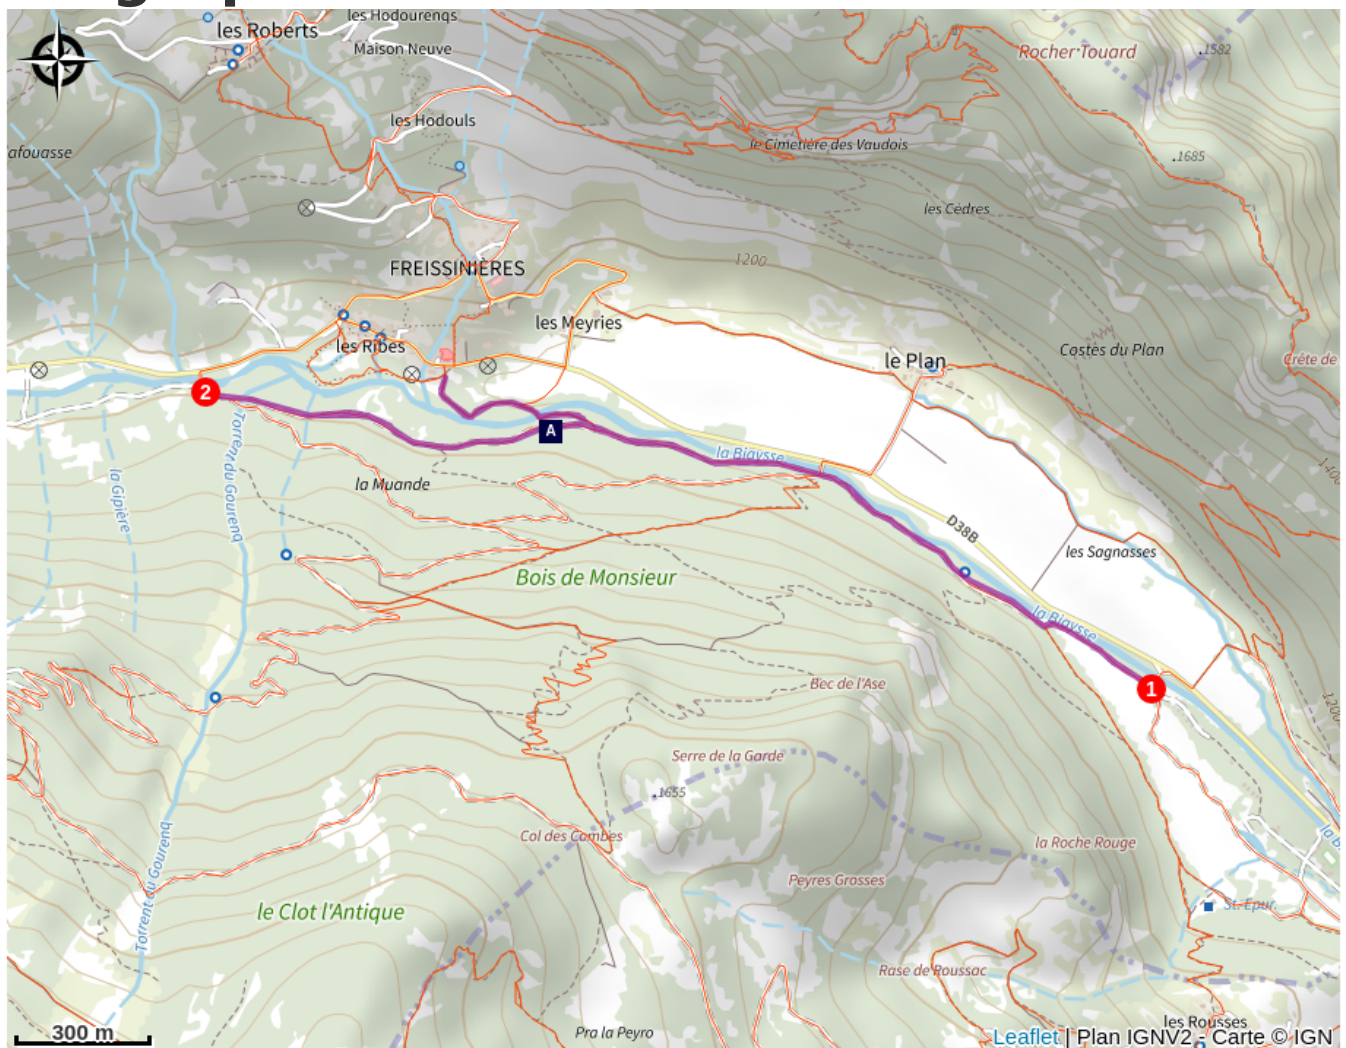 les Hodourenqs
les Roberts
Maison Neuve
Rocher Touard
.1582
les Hodouls
le Cimetière des Vaudois
afouasse
.1685
les Cèdres
1200
FREISSINIÈRES
les Meyries
les Ribes
le Plan
Costes du Plan
Crête de
2
A
la Biaysse
Torrent du Gourenq
la Gipière
la Muande
1400
D38B
les Sagnasses
Bois de Monsieur
la Biaysse
Bec de l'Ase
1
1200
Serre de la Garde
.1655
Col des Combes
la Roche Rouge
la B
Peyres Grosses
Torrent du Gourenq
le Clot l'Antique
St. Epur.
Rase de Roussac
300 m
Pra la Peyro
les Rousses
Leaflet | Plan IGNV2 - Carte © IGN